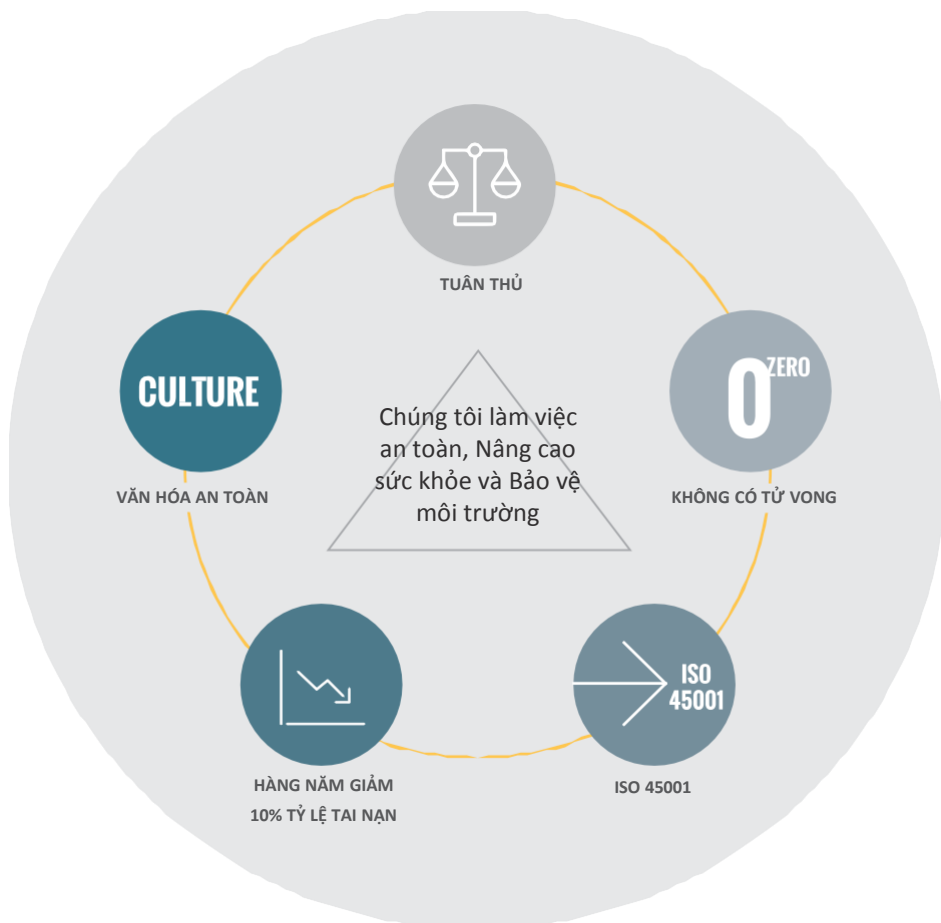 TUÂN THỦ
CULTURE
VĂN HÓA AN TOÀN
0 ZERO
KHÔNG CÓ TỬ VONG
Chúng tôi làm việc
an toàn, Nâng cao
sức khỏe và Bảo vệ
môi trường
HÀNG NĂM GIẢM
10% TỶ LỆ TAI NẠN
ISO
45001
ISO 45001